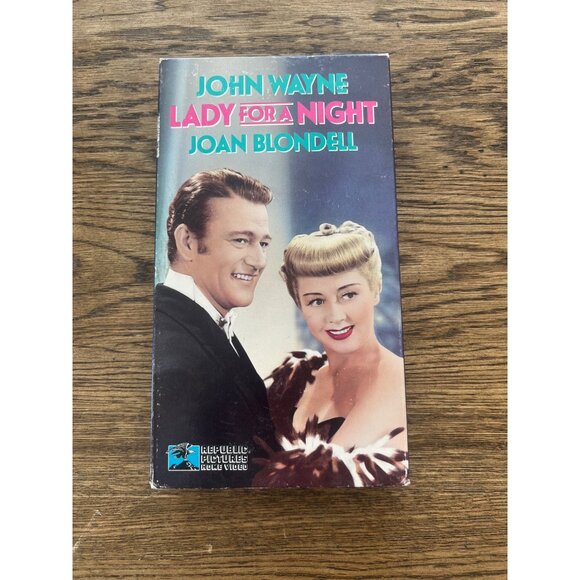 JOHN WAYNE
LADY FOR A NIGHT
JOAN BLONDELL
REPUBLIC
PICTURES
HOME VIDEO